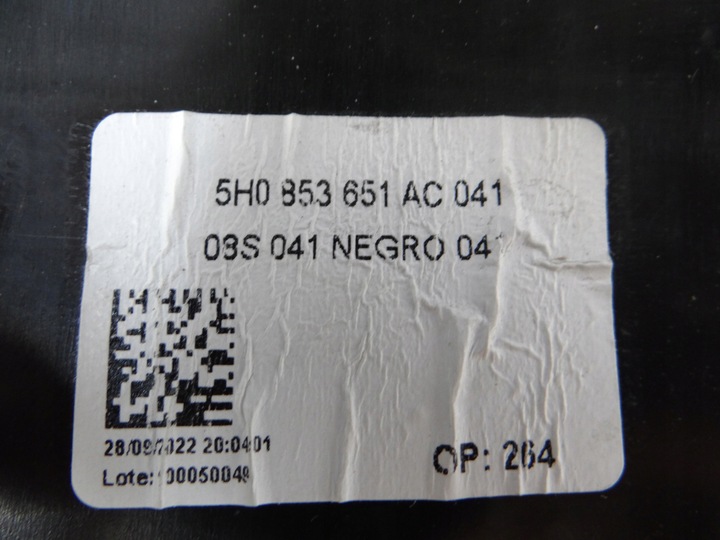 5H0 853 651 AC 041
03S 041 NEGRO 041
28/09/2022 20:04:01
Lote: 00050049
OP: 264